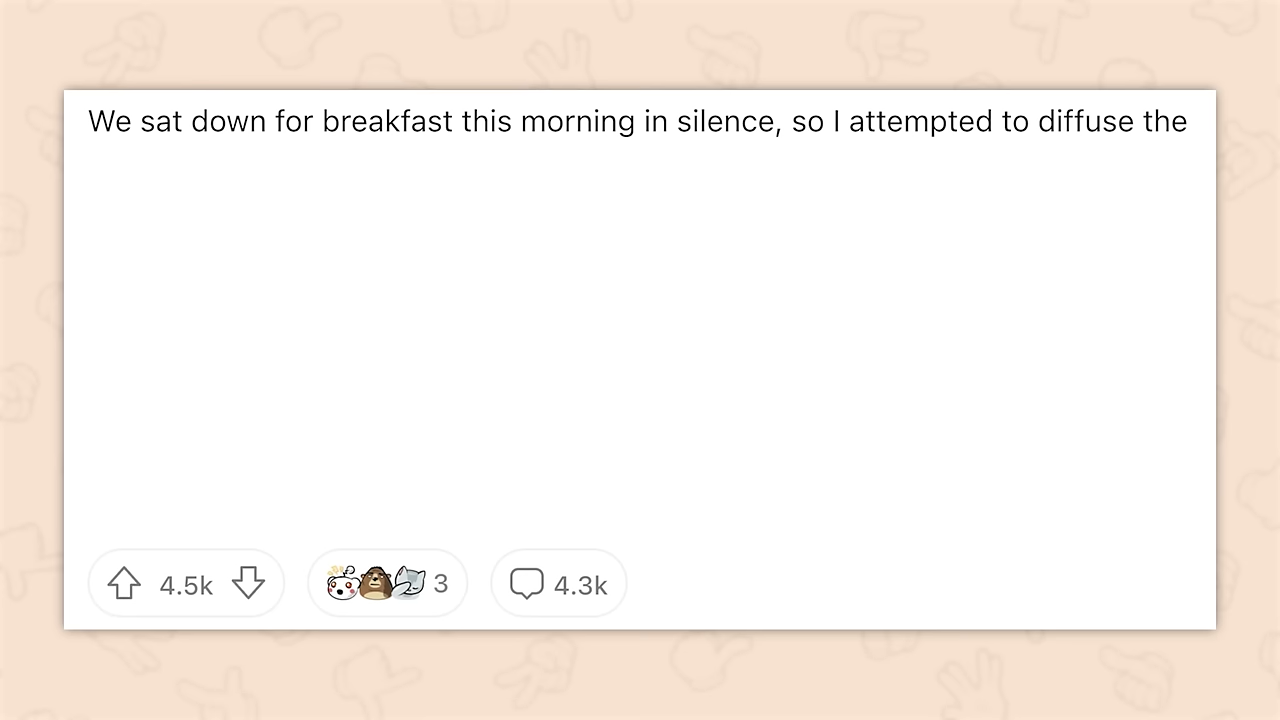 We sat down for breakfast this morning in silence, so I attempted to diffuse the
4.5k 3 4.3k